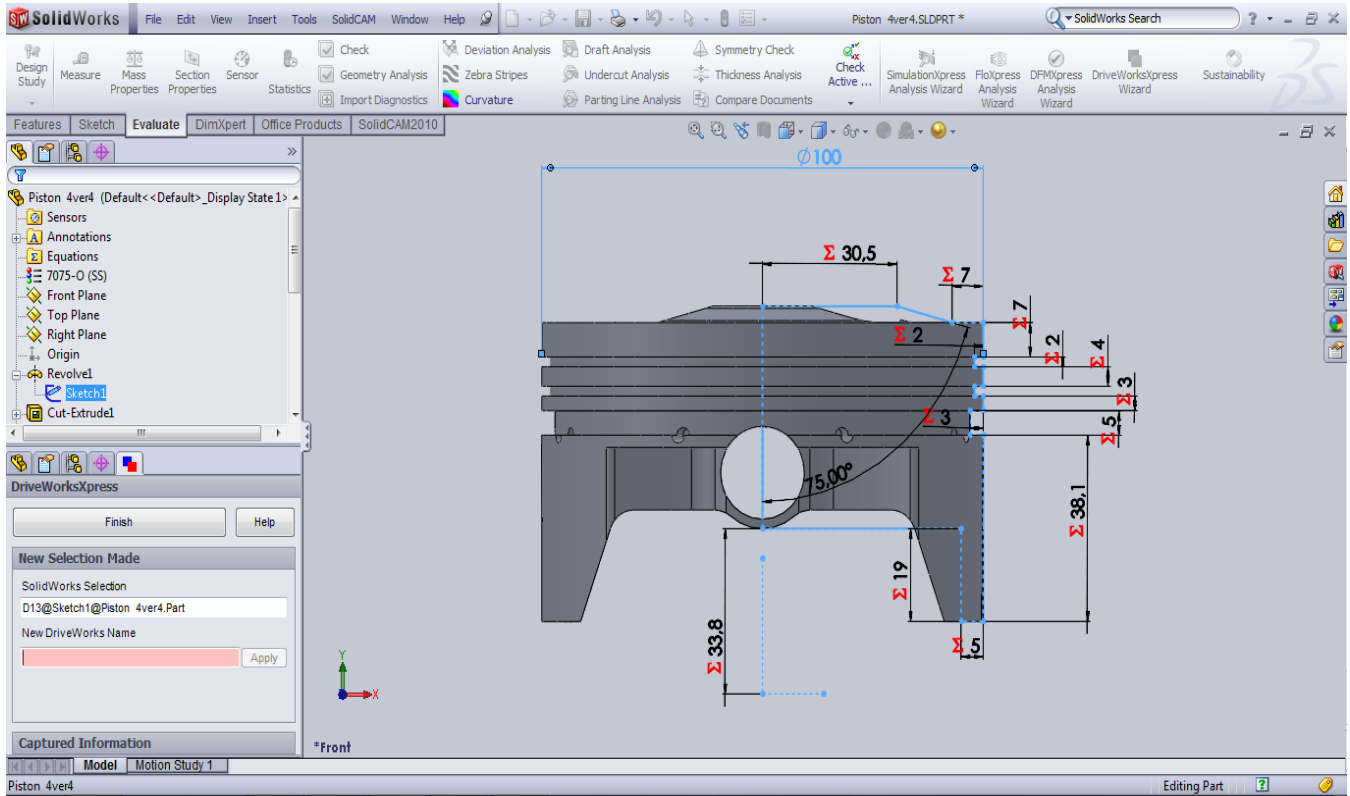 SolidWorks File Edit View Insert Tools SolidCAM Window Help Piston 4ver4.SLDPRT * SolidWorks Search ?
Design Study
Measure
Mass Properties
Section Properties
Sensor
Statistics
Check
Geometry Analysis
Import Diagnostics
Deviation Analysis
Zebra Stripes
Curvature
Draft Analysis
Undercut Analysis
Parting Line Analysis
Symmetry Check
Thickness Analysis
Compare Documents
Check Active ...
SimulationXpress Analysis Wizard
FloXpress Analysis Wizard
DFMXpress Analysis Wizard
DriveWorksXpress Wizard
Sustainability
Features Sketch Evaluate DimXpert Office Products SolidCAM2010
Piston 4ver4 (Default<<Default>_Display State 1>
Sensors
A Annotations
Σ Equations
7075-O (SS)
Front Plane
Top Plane
Right Plane
Origin
Revolve1
Sketch1
Cut-Extrude1
DriveWorksXpress
Finish Help
New Selection Made
SolidWorks Selection
D13@Sketch1@Piston 4ver4.Part
New DriveWorks Name
Apply
Captured Information
Ø100
Σ 30,5
Σ 7
Σ 7
Σ 2
Σ 2
Σ 4
Σ 3
Σ 3
Σ 5
75,00°
Σ 38,1
Σ 19
Σ 33,8
Σ 5
Y
X
*Front
Model Motion Study 1
Piston 4ver4 Editing Part ?